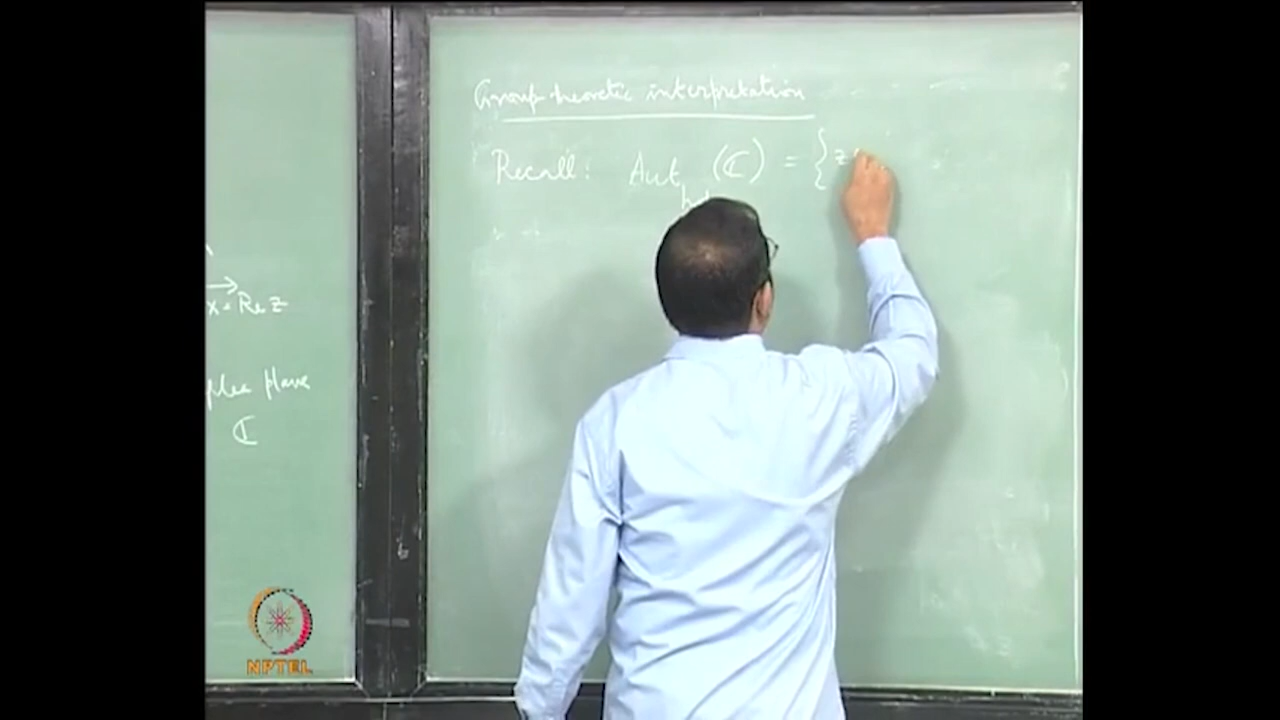 x = Re z
plex plane
ℂ
Group-theoretic interpretation
Recall: Aut (ℂ) = { z
NPTEL